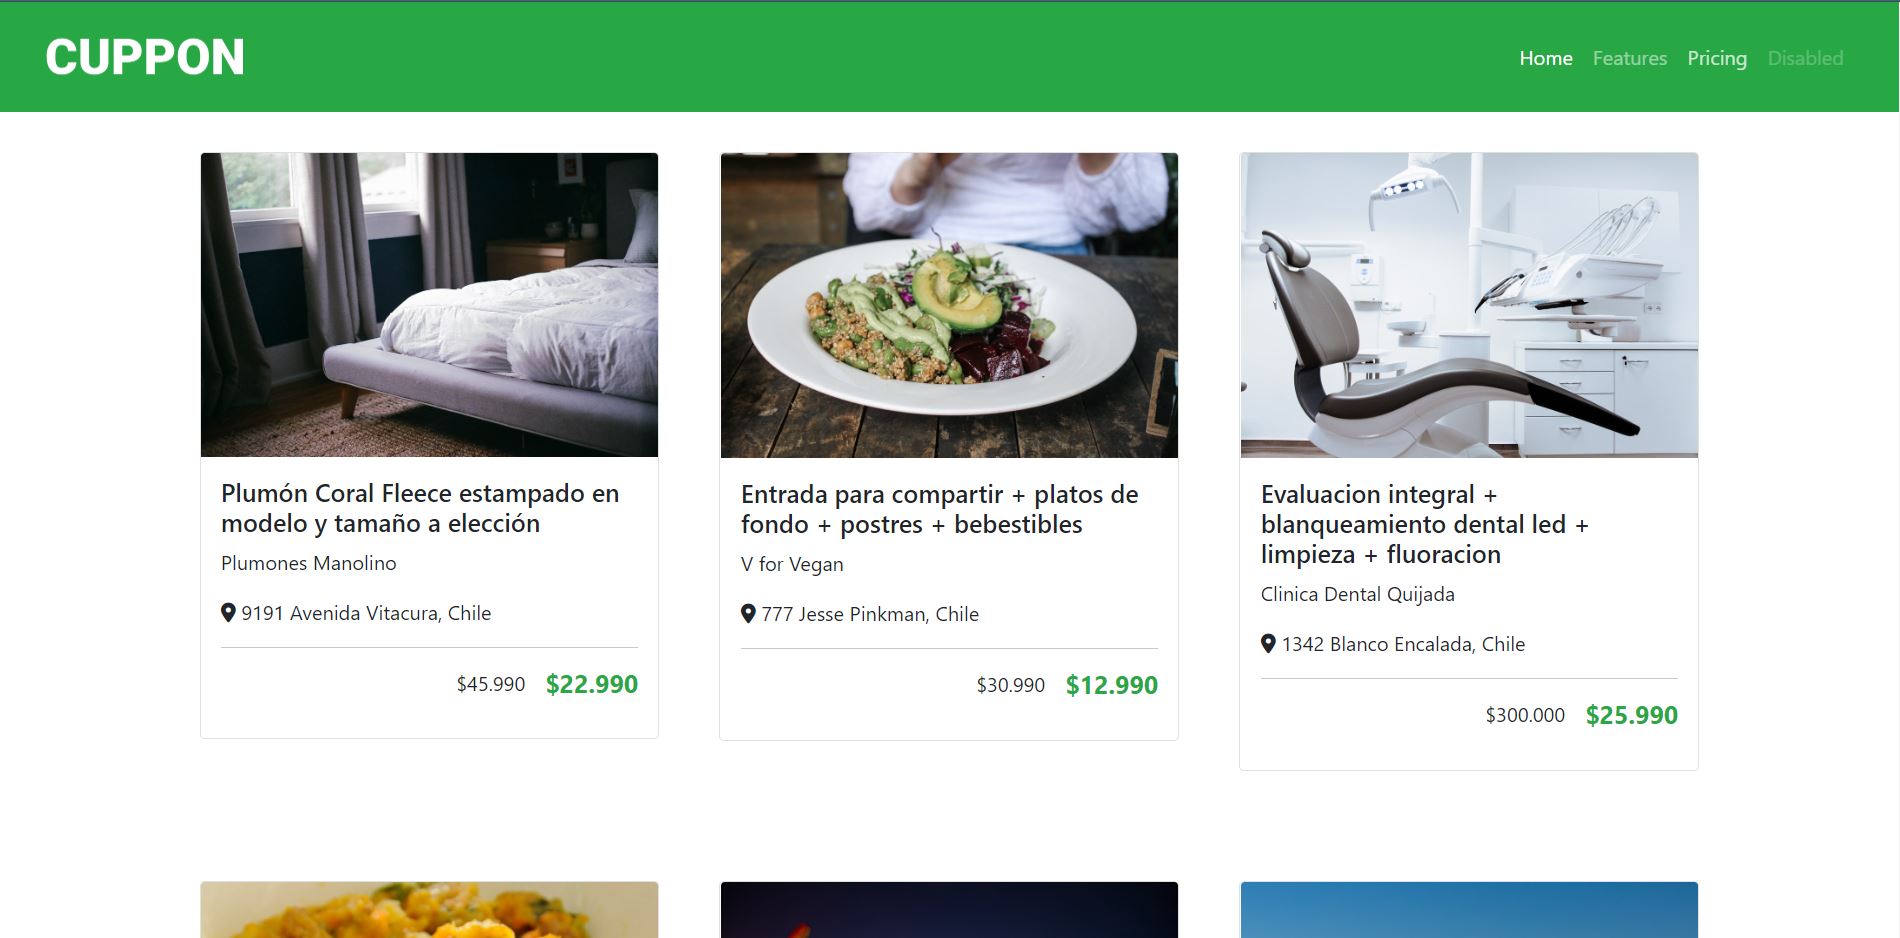 CUPPON
Home Features Pricing Disabled
Plumón Coral Fleece estampado en
modelo y tamaño a elección
Plumones Manolino
9191 Avenida Vitacura, Chile
$45.990 $22.990
Entrada para compartir + platos de
fondo + postres + bebestibles
V for Vegan
777 Jesse Pinkman, Chile
$30.990 $12.990
Evaluacion integral +
blanqueamiento dental led +
limpieza + fluoracion
Clinica Dental Quijada
1342 Blanco Encalada, Chile
$300.000 $25.990